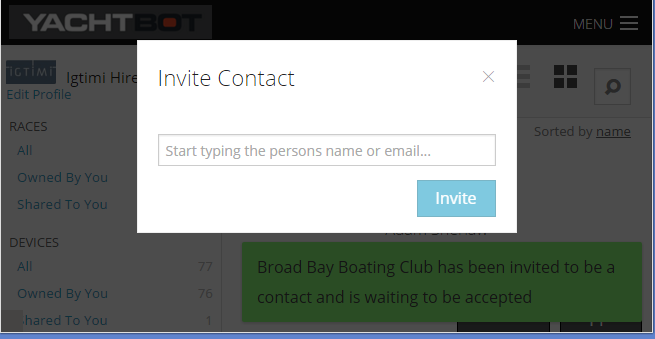 YACHTBOT
MENU
IGTIMI
Igtimi Hire
Edit Profile
Invite Contact
×
Sorted by name
RACES
All
Owned By You
Shared To You
Start typing the persons name or email...
Invite
DEVICES
All 77
Owned By You 76
Shared To You 1
Broad Bay Boating Club has been invited to be a
contact and is waiting to be accepted